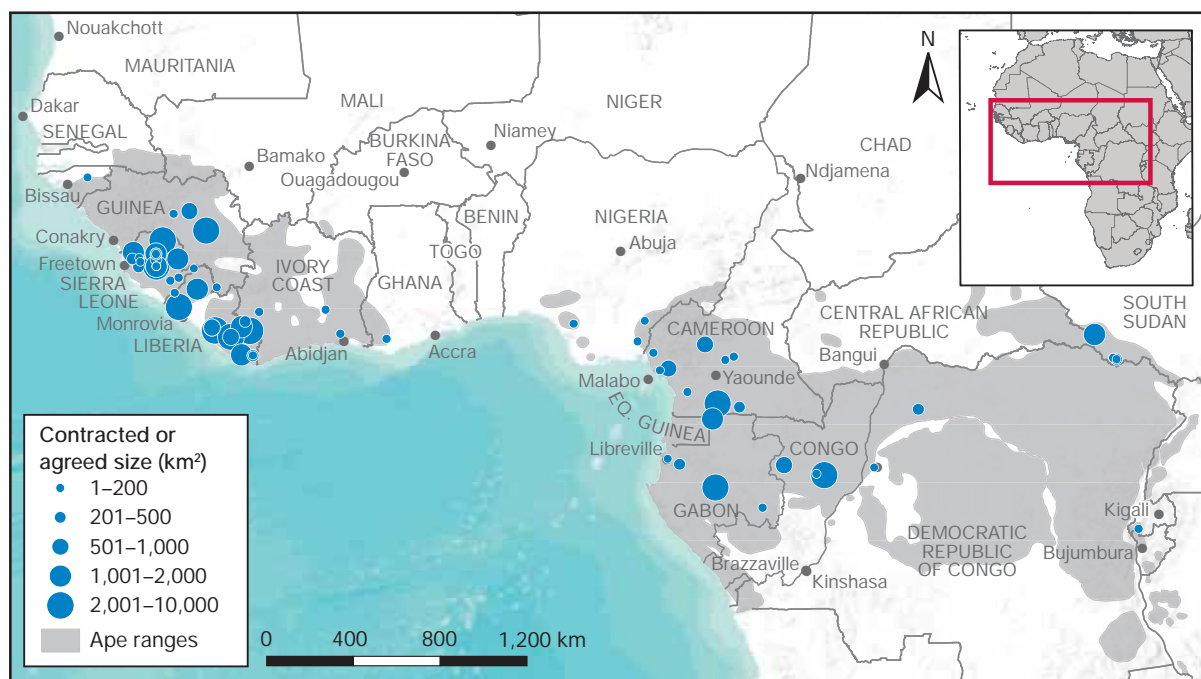 Nouakchott
MAURITANIA
MALI
NIGER
CHAD
N
Dakar
SENEGAL
Bamako
BURKINA
FASO
Ouagadougou
Niamey
Ndjamena
Bissau
GUINEA
BENIN
NIGERIA
Conakry
TOGO
Abuja
Freetown
SIERRA
LEONE
IVORY
COAST
GHANA
SOUTH
SUDAN
Monrovia
LIBERIA
Abidjan
Accra
CAMEROON
CENTRAL AFRICAN
REPUBLIC
Bangui
Malabo
Yaounde
EQ. GUINEA
Libreville
CONGO
GABON
Kigali
DEMOCRATIC
REPUBLIC
OF CONGO
Bujumbura
Brazzaville
Kinshasa
Contracted or
agreed size (km²)
1–200
201–500
501–1,000
1,001–2,000
2,001–10,000
Ape ranges
0 400 800 1,200 km